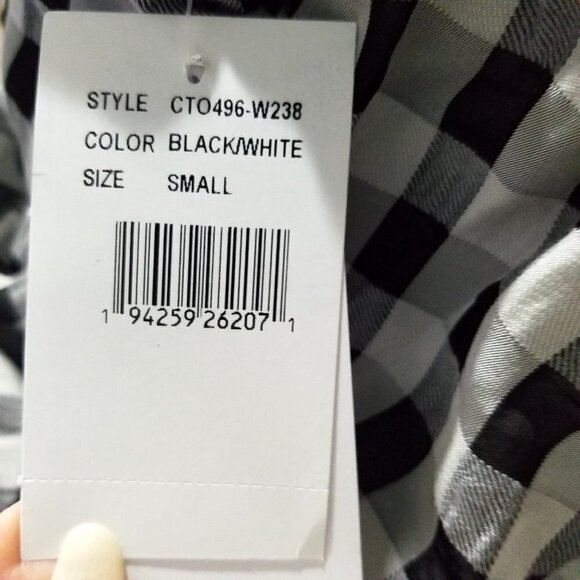 STYLE CTO496-W238
COLOR BLACK/WHITE
SIZE SMALL
1 94259 26207 1